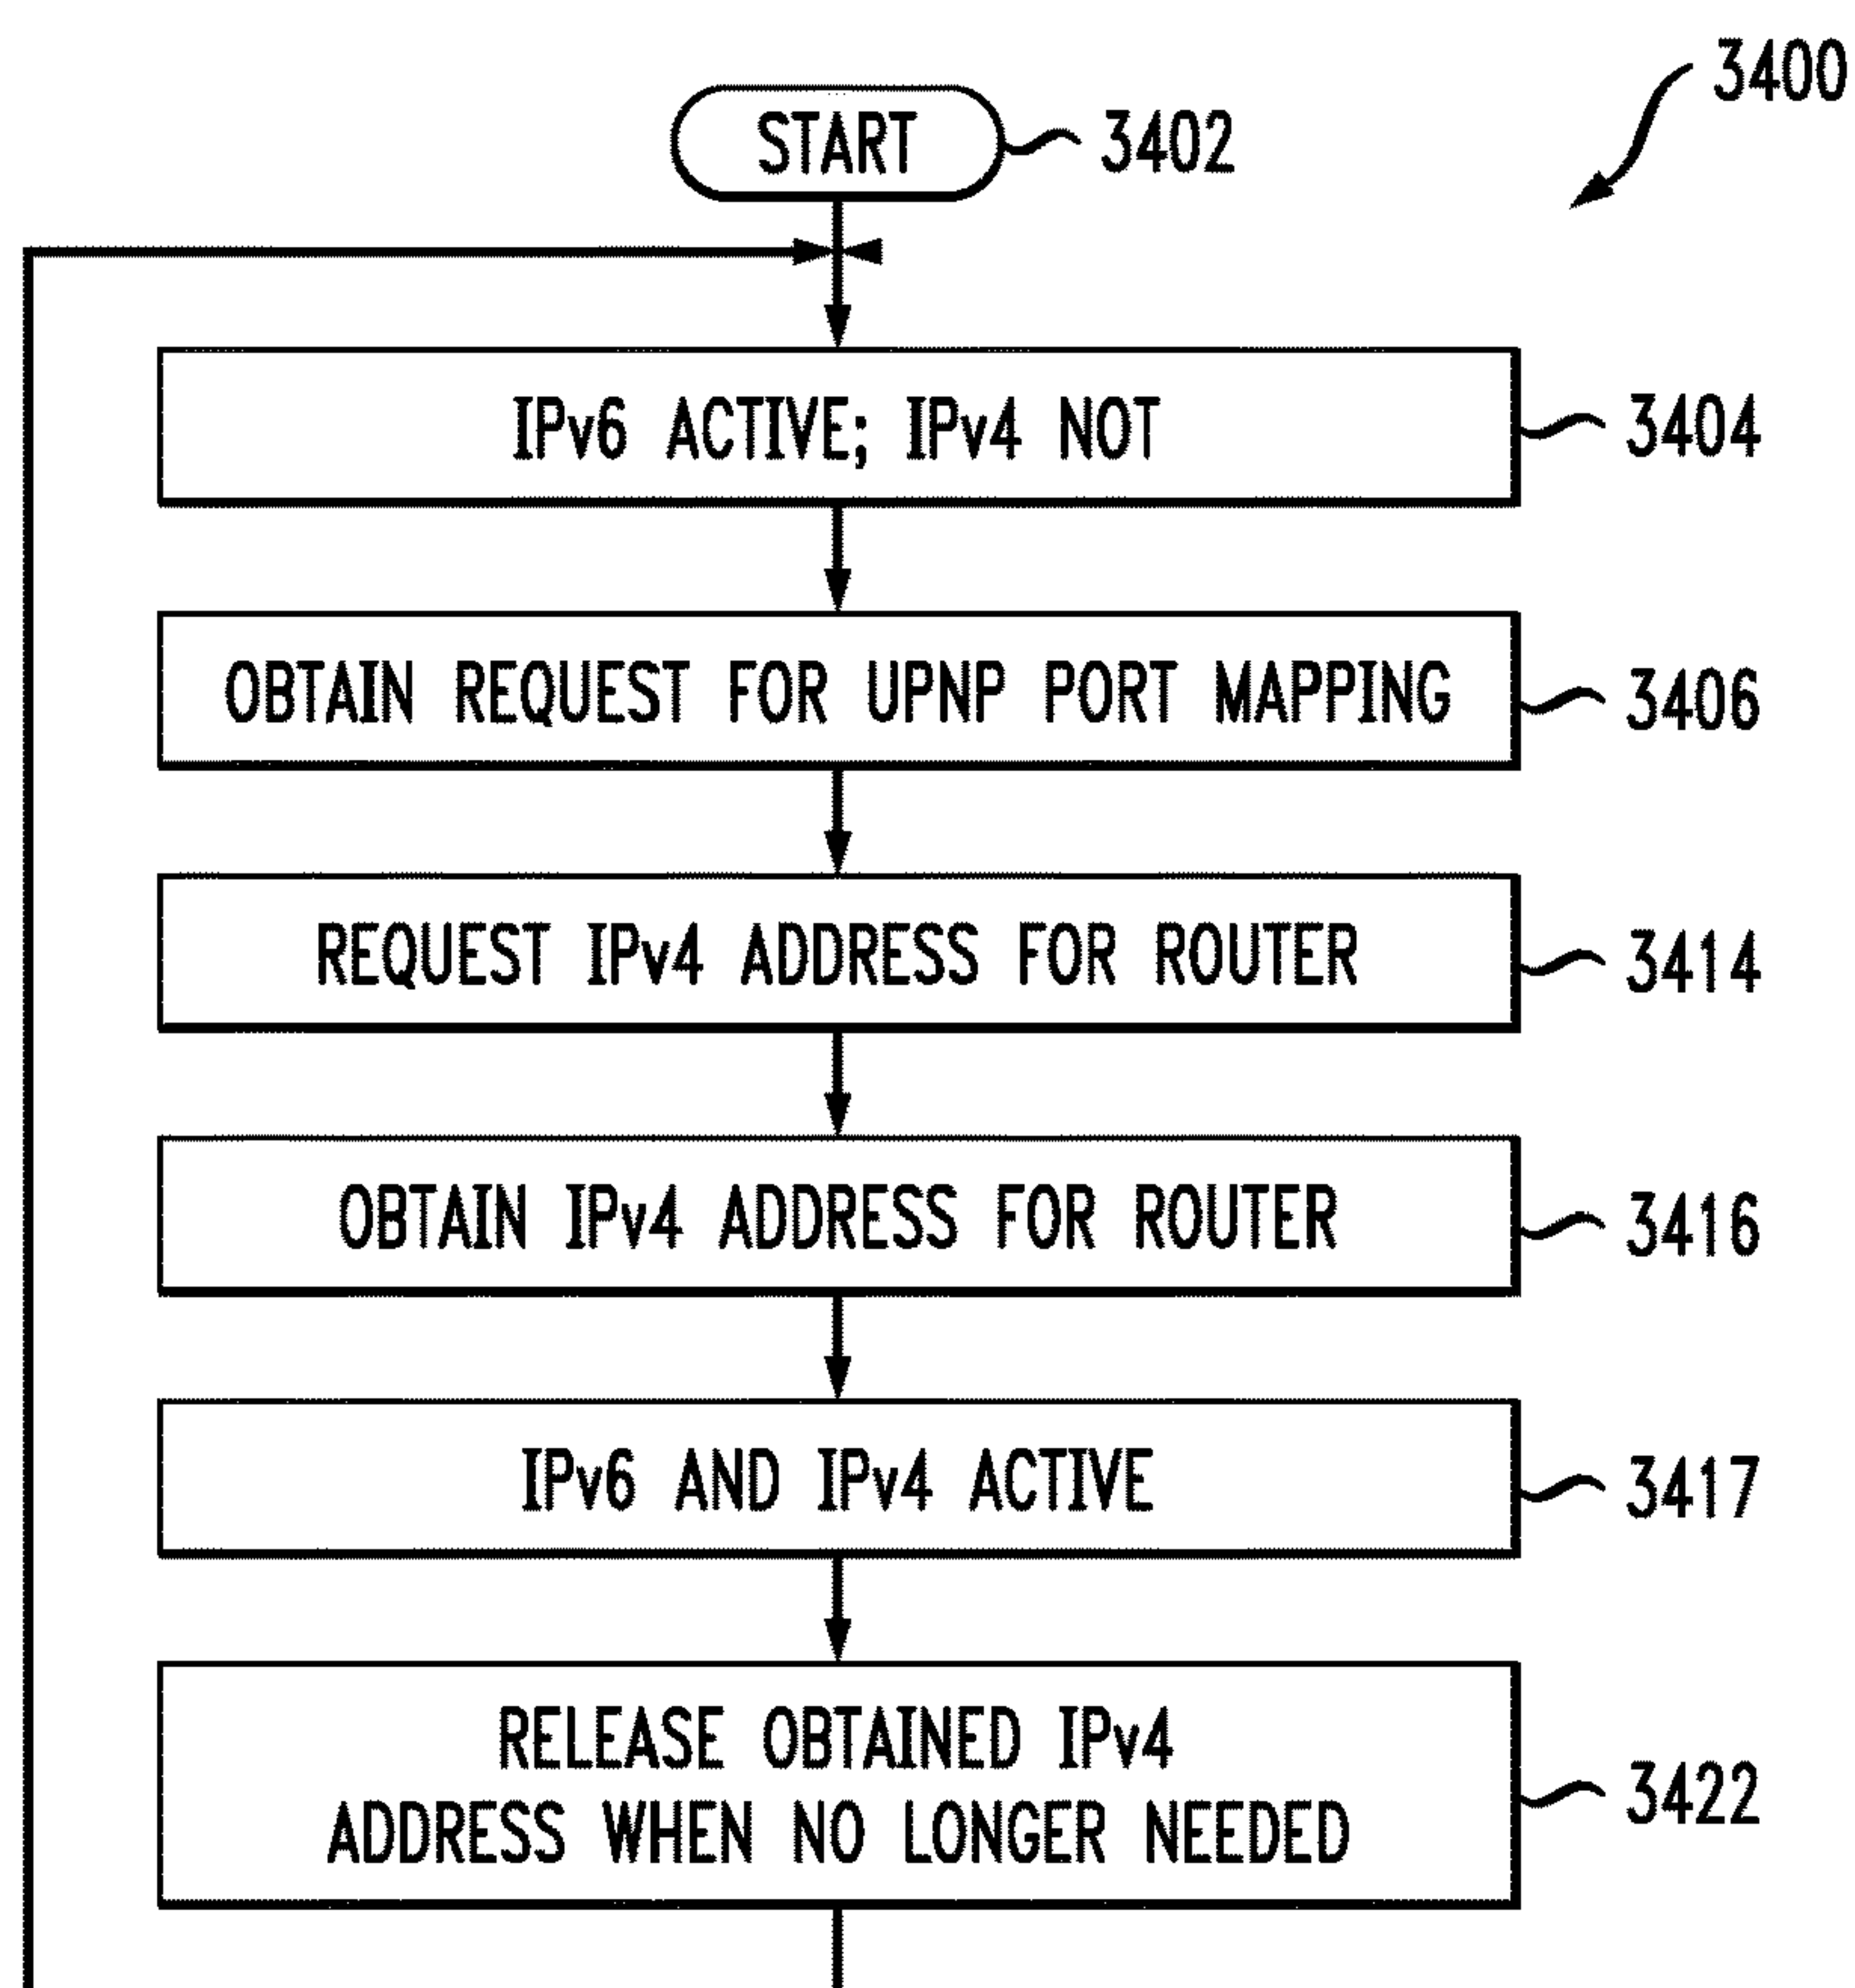 3400
START
3402
IPv6 ACTIVE; IPv4 NOT
3404
OBTAIN REQUEST FOR UPNP PORT MAPPING
3406
REQUEST IPv4 ADDRESS FOR ROUTER
3414
OBTAIN IPv4 ADDRESS FOR ROUTER
3416
IPv6 AND IPv4 ACTIVE
3417
RELEASE OBTAINED IPv4
ADDRESS WHEN NO LONGER NEEDED
3422